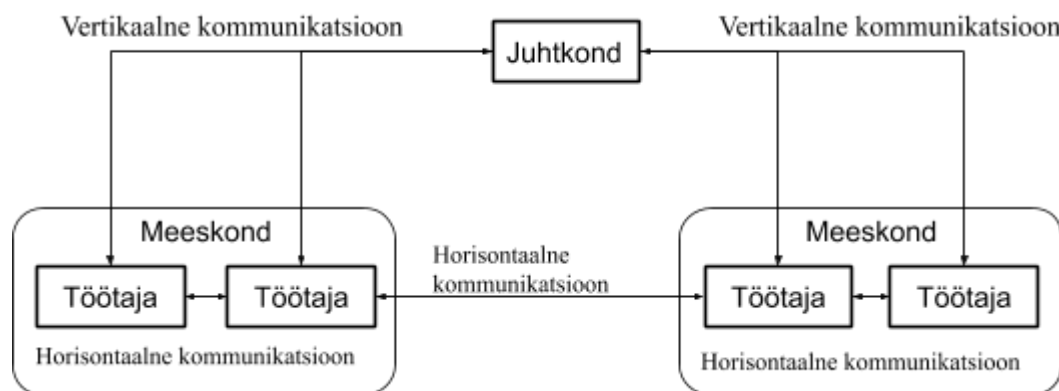 Vertikaalne kommunikatsioon
Juhtkond
Vertikaalne kommunikatsioon
Meeskond
Töötaja
Töötaja
Horisontaalne kommunikatsioon
Horisontaalne
kommunikatsioon
Meeskond
Töötaja
Töötaja
Horisontaalne kommunikatsioon